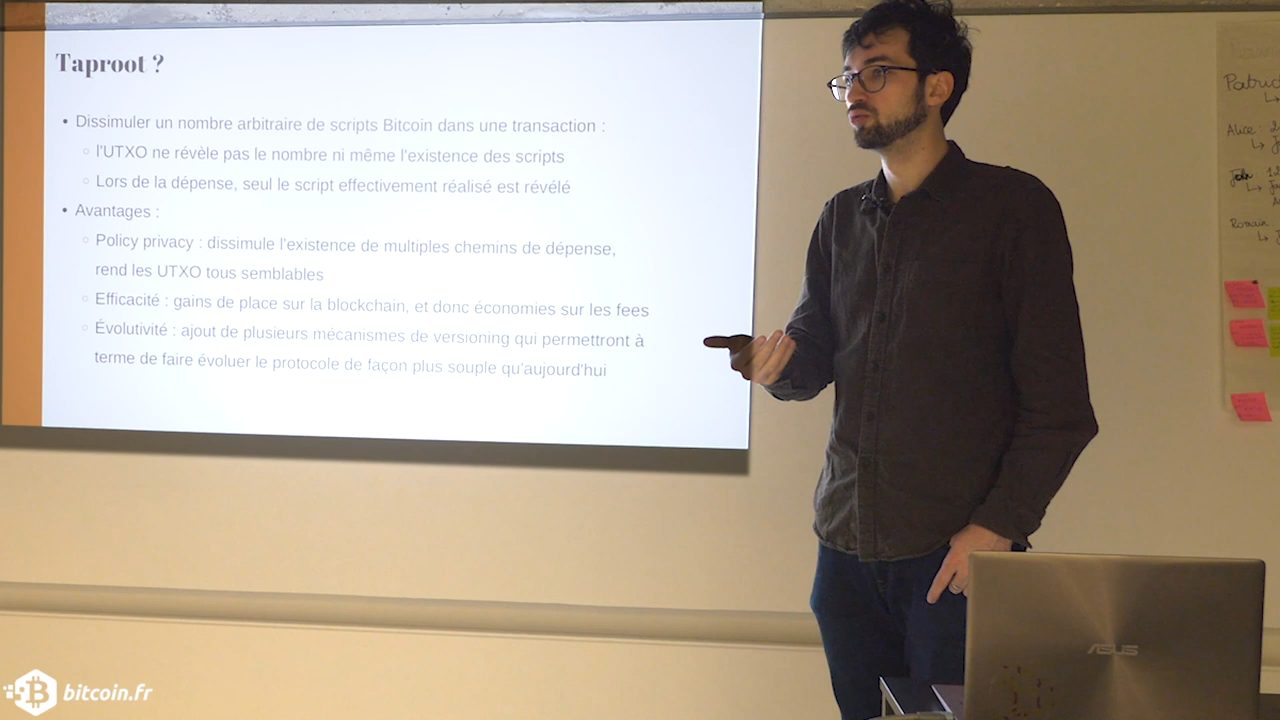 Taproot ?
• Dissimuler un nombre arbitraire de scripts Bitcoin dans une transaction :
◦ l'UTXO ne révèle pas le nombre ni même l'existence des scripts
◦ Lors de la dépense, seul le script effectivement réalisé est révélé
• Avantages :
◦ Policy privacy : dissimule l'existence de multiples chemins de dépense,
rend les UTXO tous semblables
◦ Efficacité : gains de place sur la blockchain, et donc économies sur les fees
◦ Évolutivité : ajout de plusieurs mécanismes de versioning qui permettront à
terme de faire évoluer le protocole de façon plus souple qu'aujourd'hui
Patric
Alice :
John
Romain
ASUS
bitcoin.fr